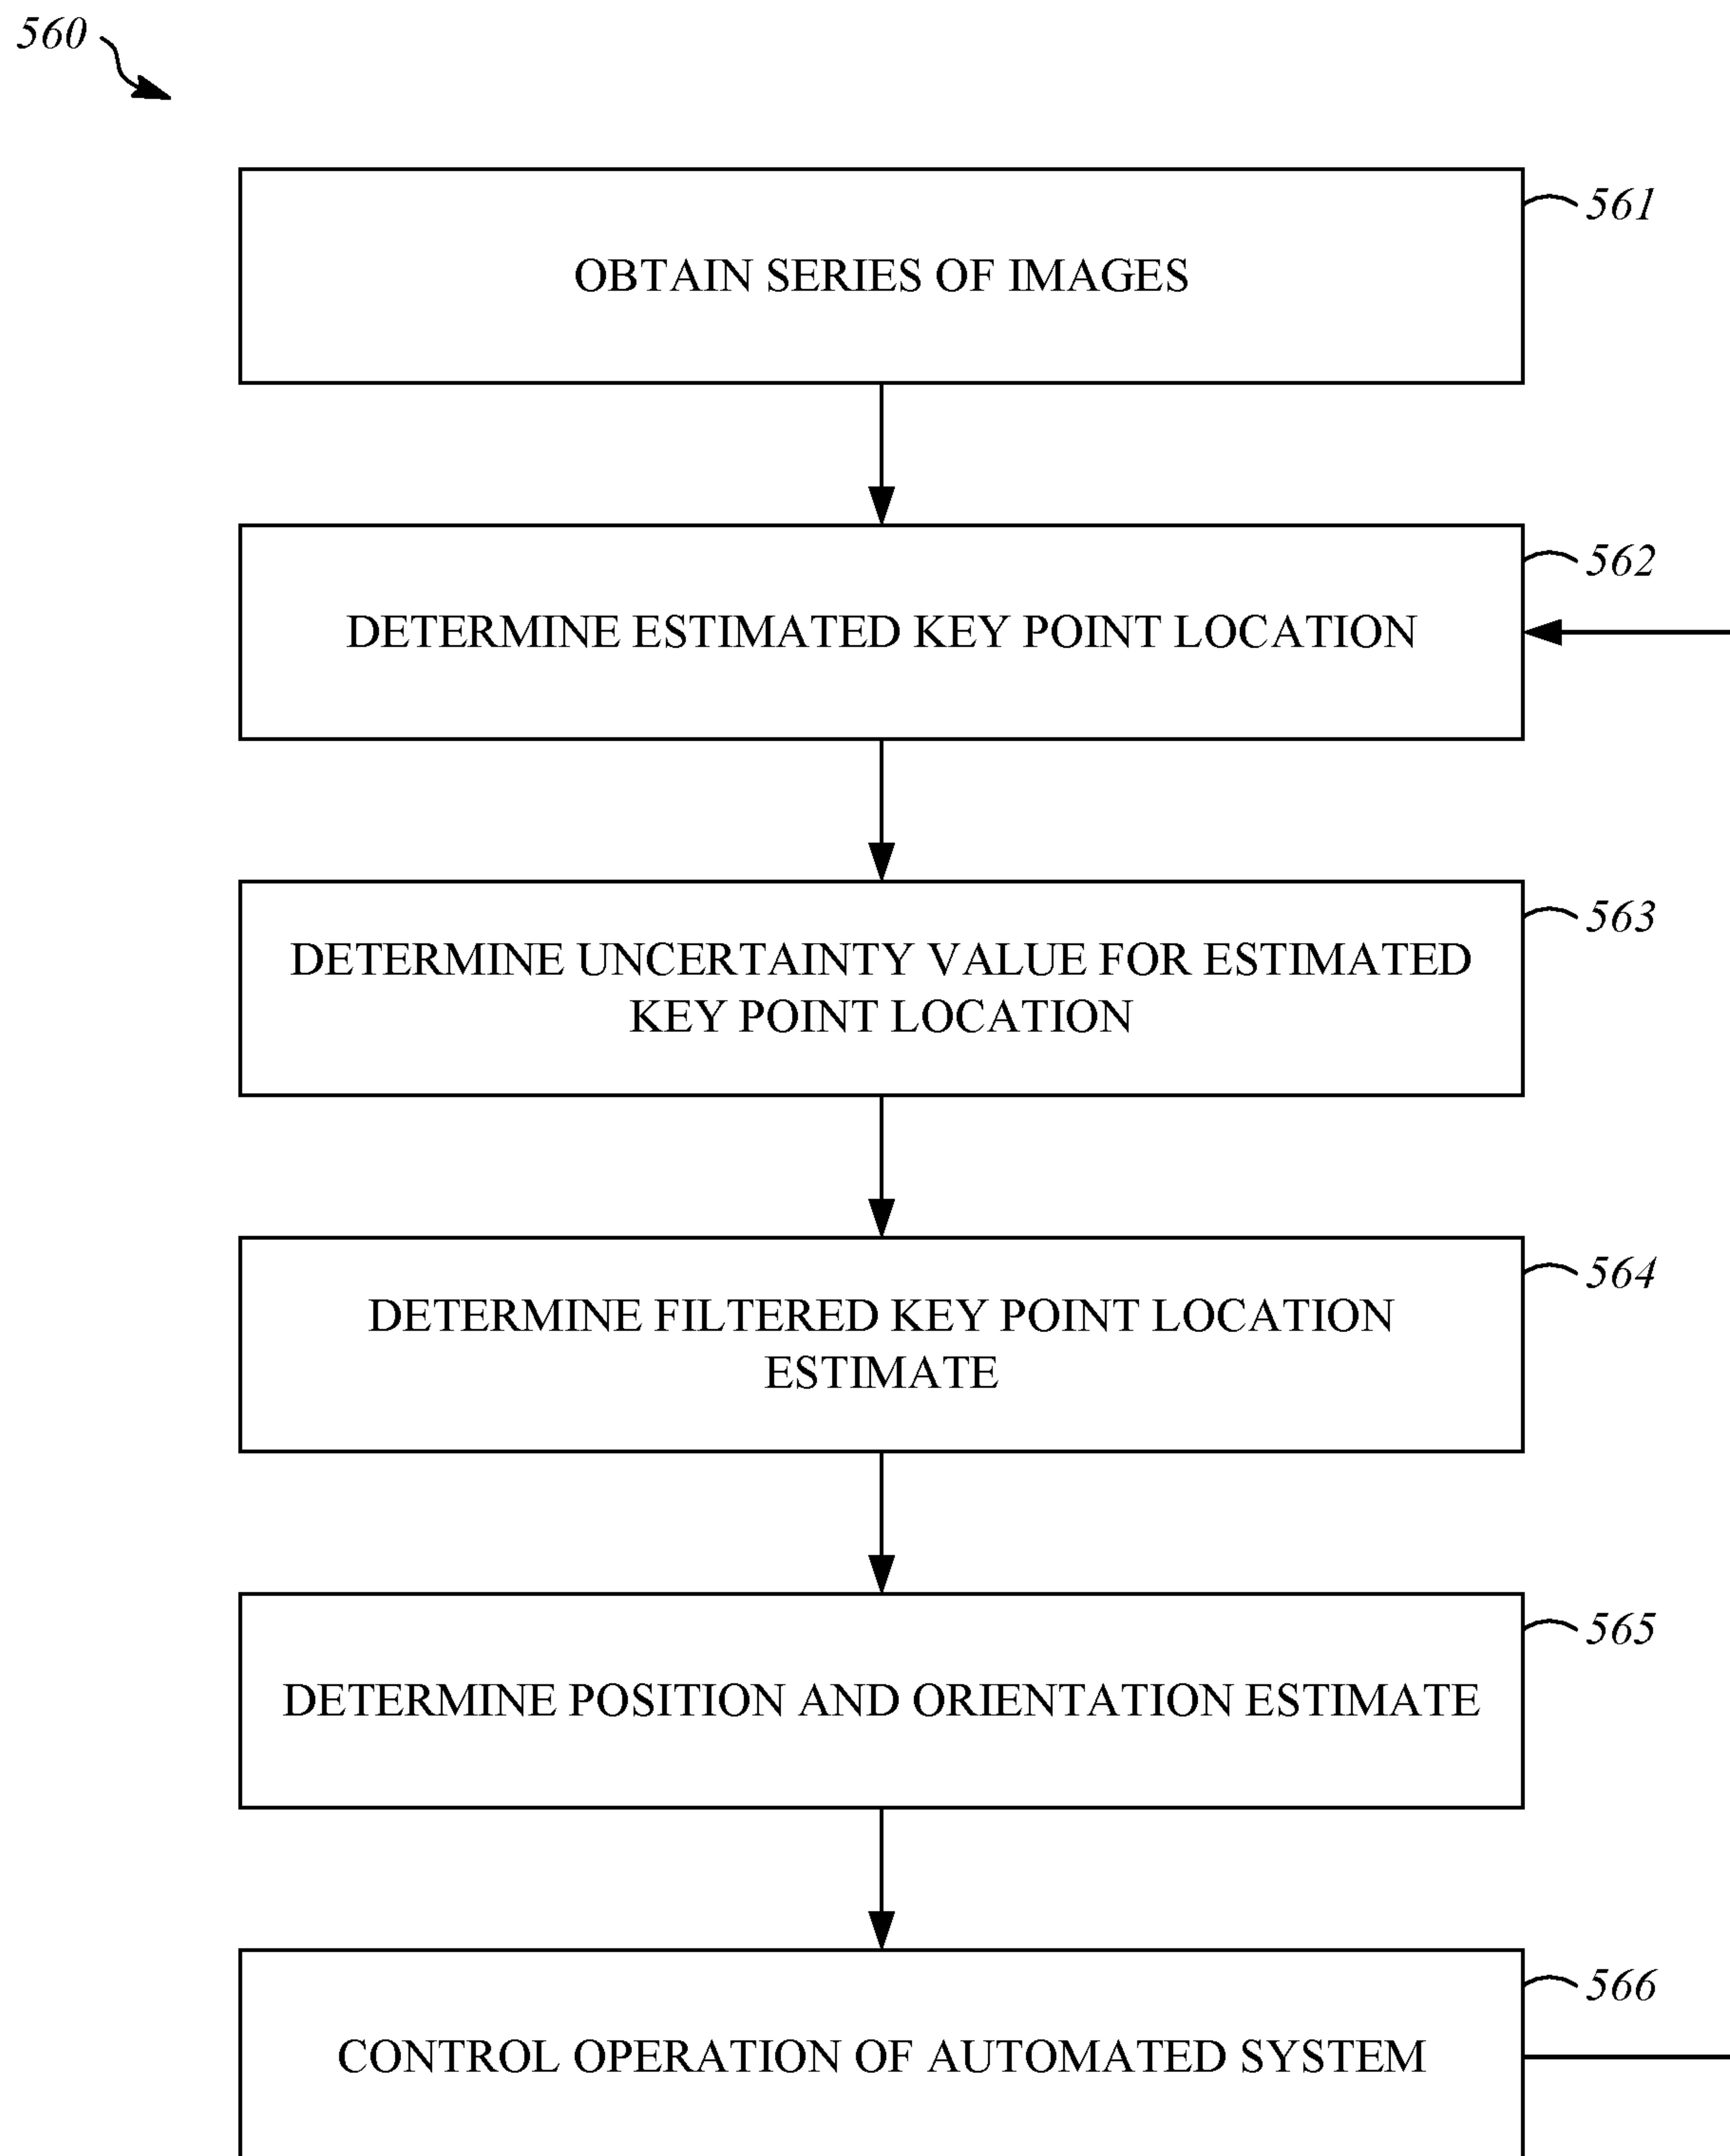 560
561
OBTAIN SERIES OF IMAGES
562
DETERMINE ESTIMATED KEY POINT LOCATION
563
DETERMINE UNCERTAINTY VALUE FOR ESTIMATED
KEY POINT LOCATION
564
DETERMINE FILTERED KEY POINT LOCATION
ESTIMATE
565
DETERMINE POSITION AND ORIENTATION ESTIMATE
566
CONTROL OPERATION OF AUTOMATED SYSTEM